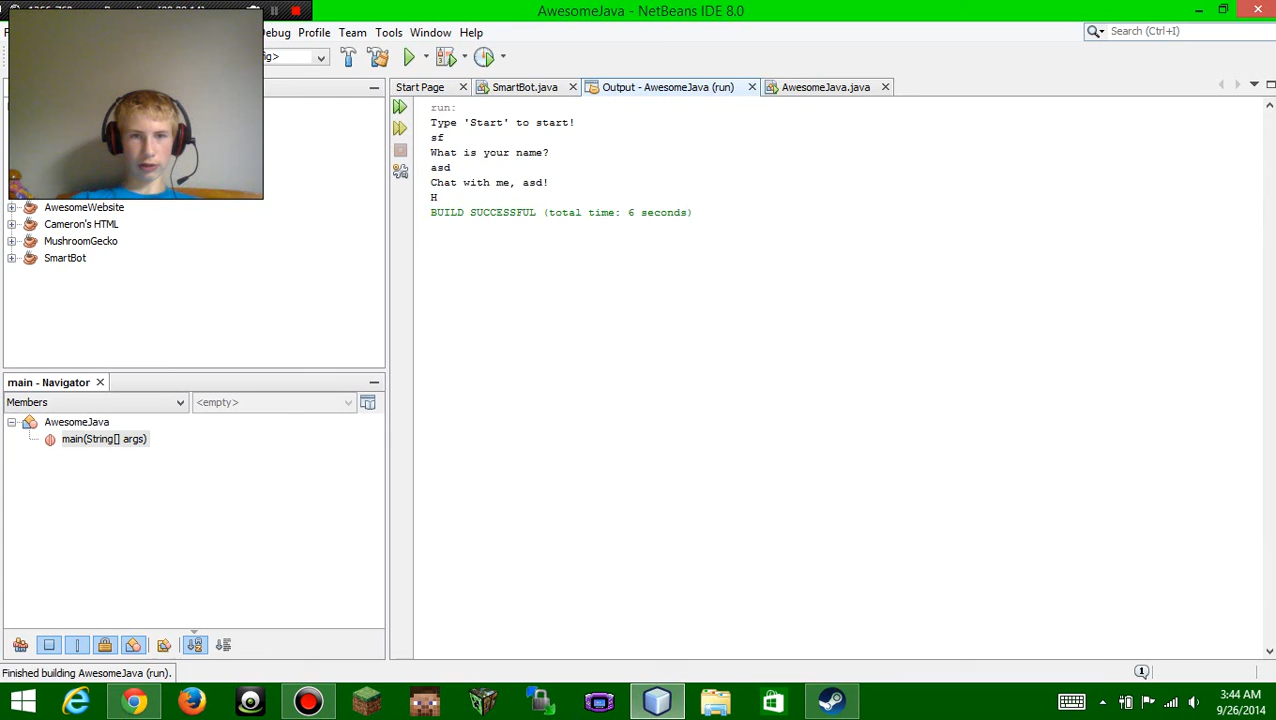 AwesomeJava - NetBeans IDE 8.0
Debug Profile Team Tools Window Help
Search (Ctrl+I)
Start Page
SmartBot.java
Output - AwesomeJava (run)
AwesomeJava.java
run:
Type 'Start' to start!
sf
What is your name?
asd
Chat with me, asd!
H
BUILD SUCCESSFUL (total time: 6 seconds)
AwesomeWebsite
Cameron's HTML
MushroomGecko
SmartBot
main - Navigator
Members
<empty>
AwesomeJava
main(String[] args)
Finished building AwesomeJava (run).
1
3:44 AM
9/26/2014